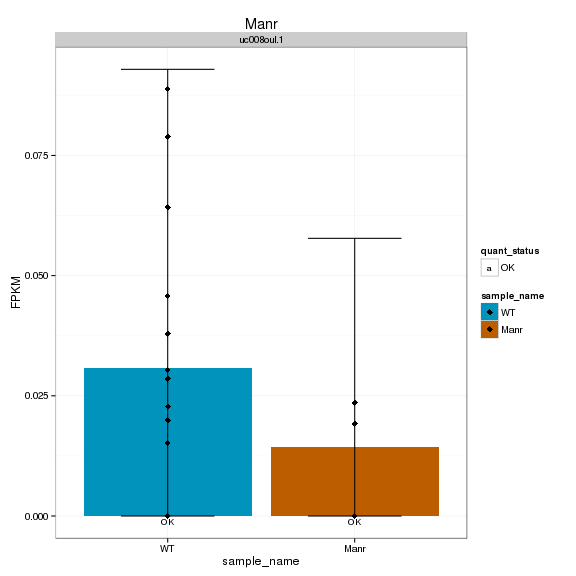 Manr
uc008oul.1
FPKM
0.075
0.050
0.025
0.000
OK
OK
WT
Manr
sample_name
quant_status
a OK
sample_name
WT
Manr